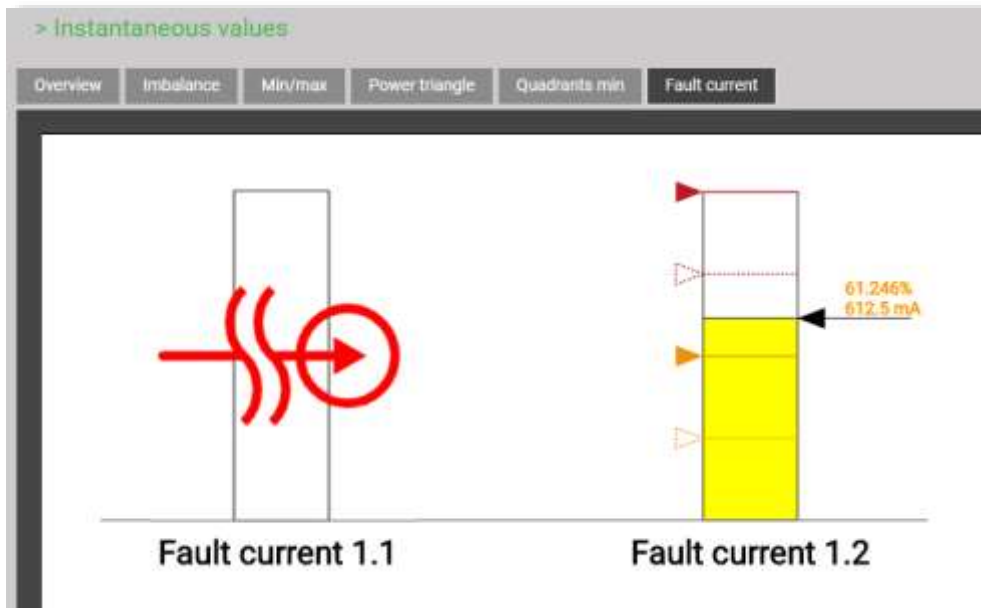 > Instantaneous values
Overview
Imbalance
Min/max
Power triangle
Quadrants min
Fault current
61.246%
612.5 mA
Fault current 1.1
Fault current 1.2